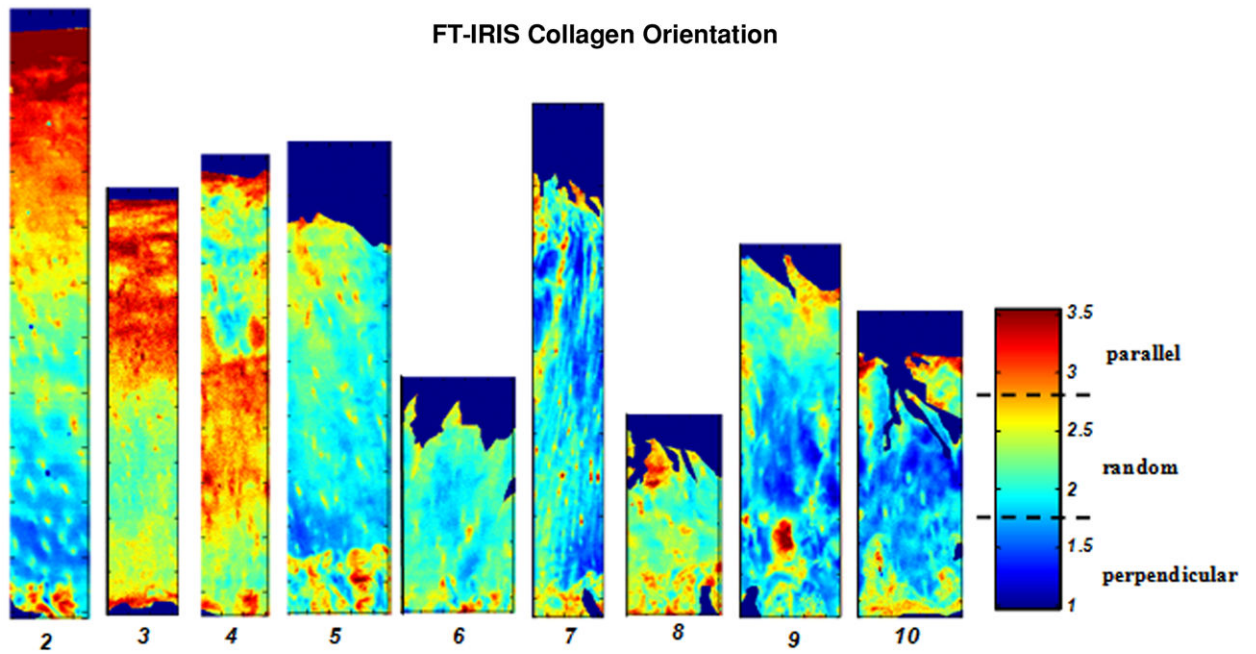 FT-IRIS Collagen Orientation
3.5
parallel
3
2.5
random
2
1.5
perpendicular
1
2 3 4 5 6 7 8 9 10